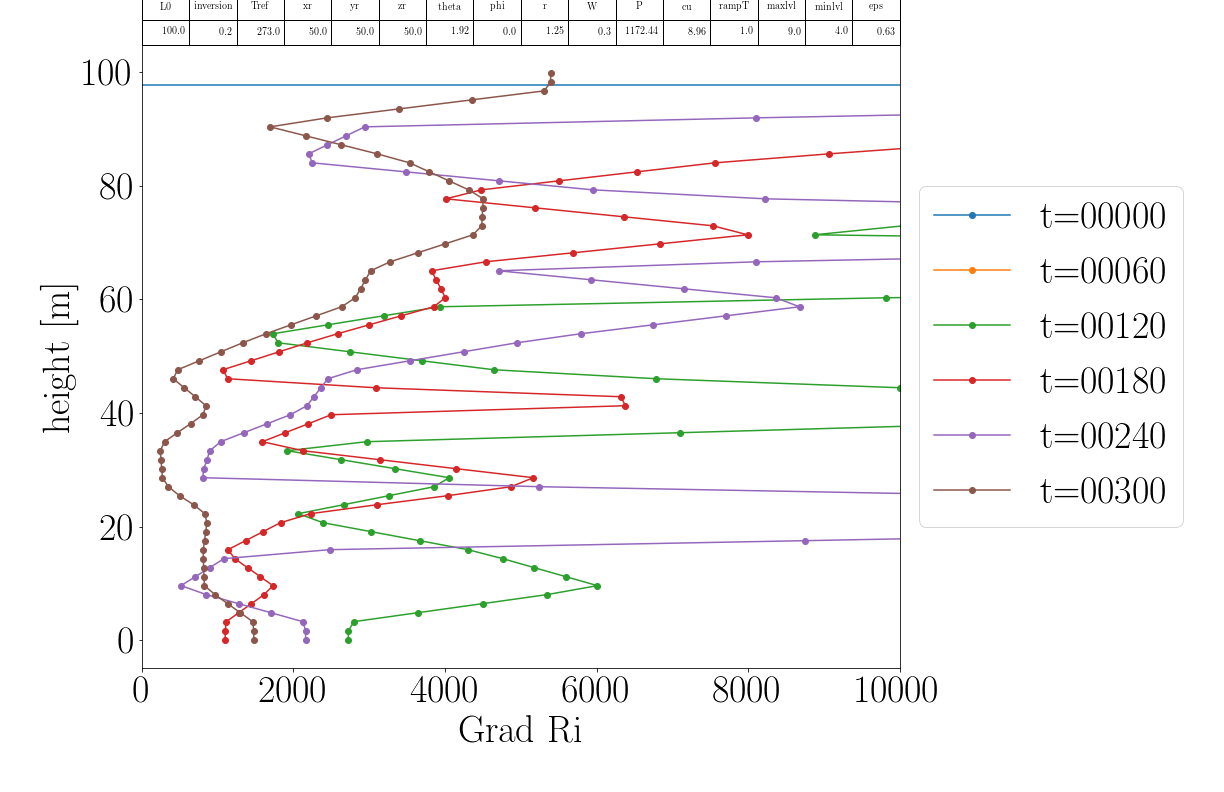 L0 inversion Tref xr yr zr theta phi r W P cu rampT maxlvl minlvl eps
100.0 0.2 273.0 50.0 50.0 50.0 1.92 0.0 1.25 0.3 1172.44 8.96 1.0 9.0 4.0 0.63
100
80
60
40
20
0
height [m]
0 2000 4000 6000 8000 10000
Grad Ri
t=00000
t=00060
t=00120
t=00180
t=00240
t=00300